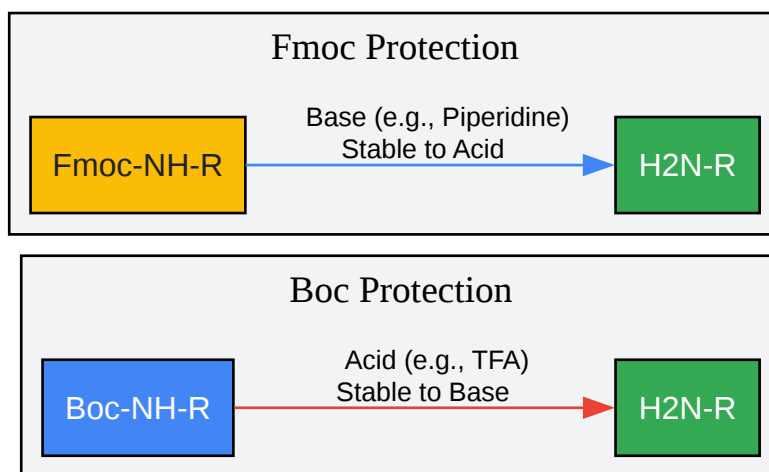 Fmoc Protection
Base (e.g., Piperidine)
Stable to Acid
Fmoc-NH-R
H2N-R
Boc Protection
Acid (e.g., TFA)
Stable to Base
Boc-NH-R
H2N-R